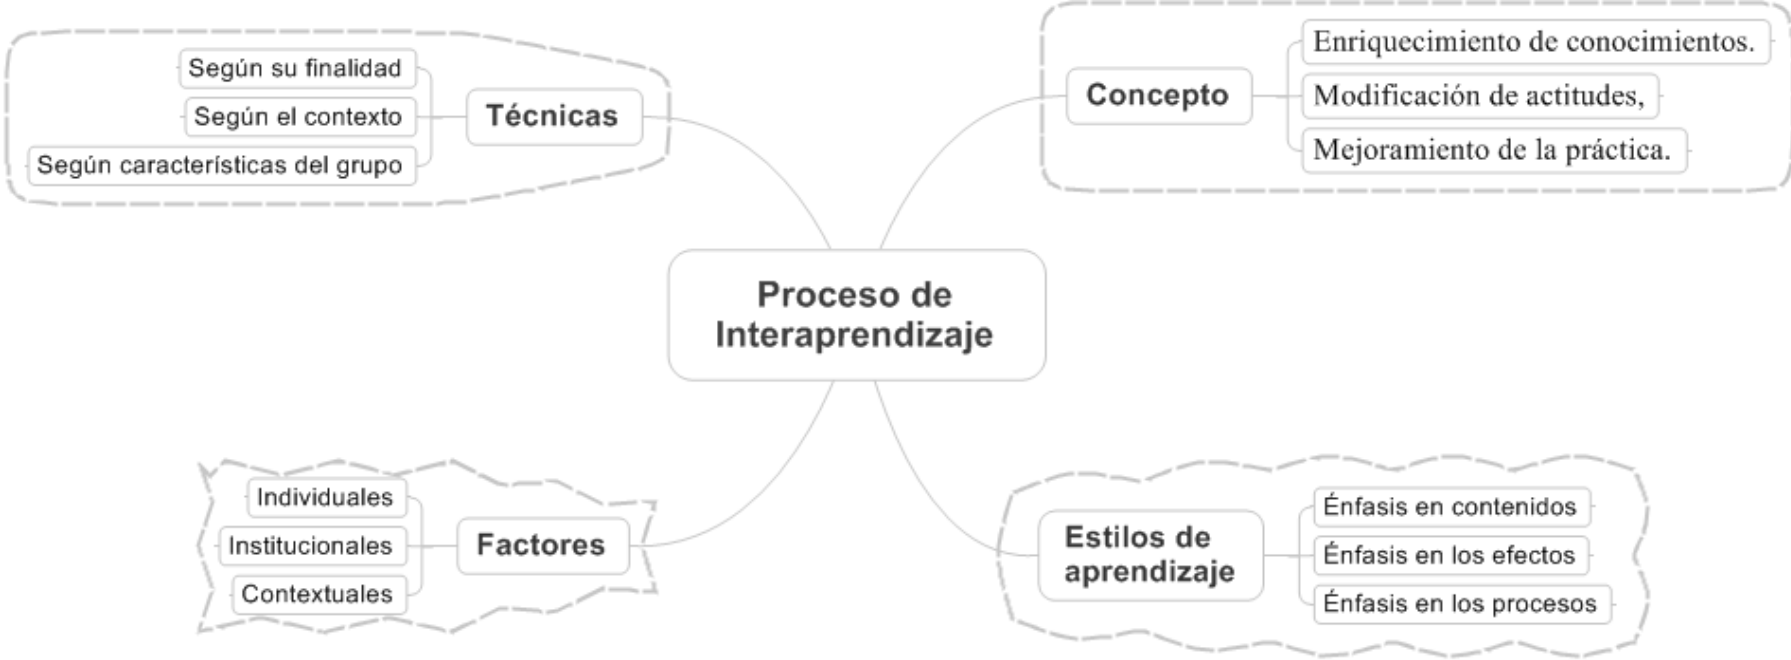 Proceso de
Interaprendizaje
Técnicas
Según su finalidad
Según el contexto
Según características del grupo
Concepto
Enriquecimiento de conocimientos.
Modificación de actitudes,
Mejoramiento de la práctica.
Factores
Individuales
Institucionales
Contextuales
Estilos de
aprendizaje
Énfasis en contenidos
Énfasis en los efectos
Énfasis en los procesos